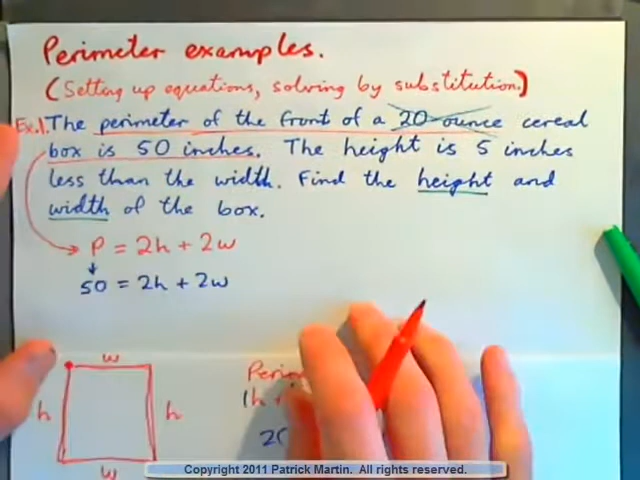 Perimeter examples.
(Setting up equations, solving by substitution.)
Ex.1. The perimeter of the front of a 20-ounce cereal
box is 50 inches. The height is 5 inches
less than the width. Find the height and
width of the box.
P = 2h + 2w
50 = 2h + 2w
w
h
h
w
Copyright 2011 Patrick Martin. All rights reserved.